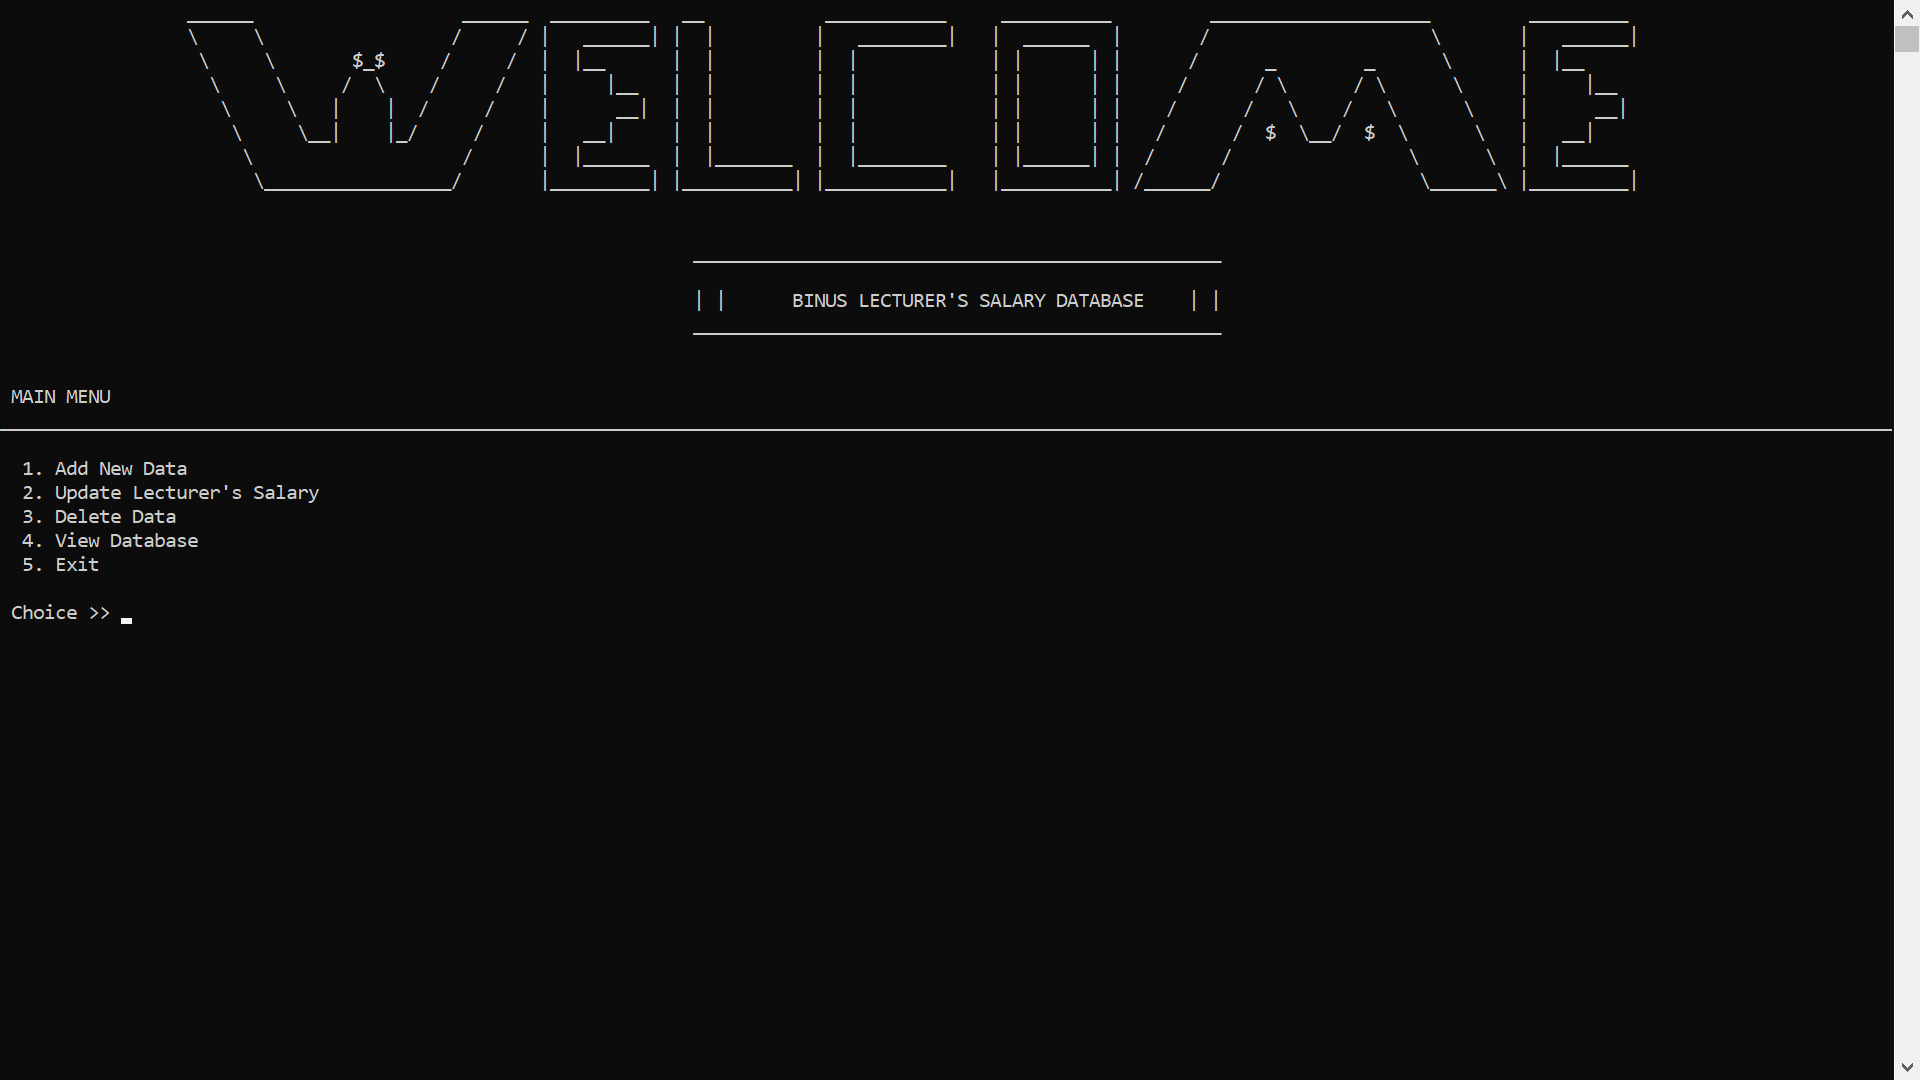 WELCOME
| | BINUS LECTURER'S SALARY DATABASE | |
MAIN MENU
1. Add New Data
2. Update Lecturer's Salary
3. Delete Data
4. View Database
5. Exit
Choice >> _